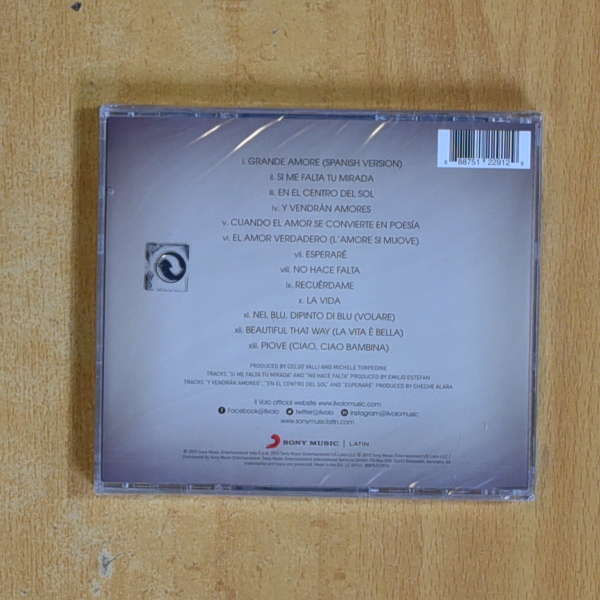 8 88751 22912 9
i. GRANDE AMORE (SPANISH VERSION)
ii. SI ME FALTA TU MIRADA
iii. EN EL CENTRO DEL SOL
iv. Y VENDRÁN AMORES
v. CUANDO EL AMOR SE CONVIERTE EN POESÍA
vi. EL AMOR VERDADERO (L'AMORE SI MUOVE)
vii. ESPERARÉ
viii. NO HACE FALTA
ix. RECUÉRDAME
x. LA VIDA
xi. NEL BLU, DIPINTO DI BLU (VOLARE)
xii. BEAUTIFUL THAT WAY (LA VITA È BELLA)
xiii. PIOVE (CIAO, CIAO BAMBINA)
PRODUCED BY CELSO VALLI AND MICHELE TORPEDINE
TRACKS "SI ME FALTA TU MIRADA" AND "NO HACE FALTA" PRODUCED BY EMILIO ESTEFAN
TRACKS "Y VENDRÁN AMORES", "EN EL CENTRO DEL SOL" AND "ESPERARÉ" PRODUCED BY CHECHE ALARA
Il Volo official website www.ilvolomusic.com
Facebook@ilvolo twitter@ilvolo instagram@ilvolomusic
www.sonymusiclatin.com
SONY MUSIC | LATIN